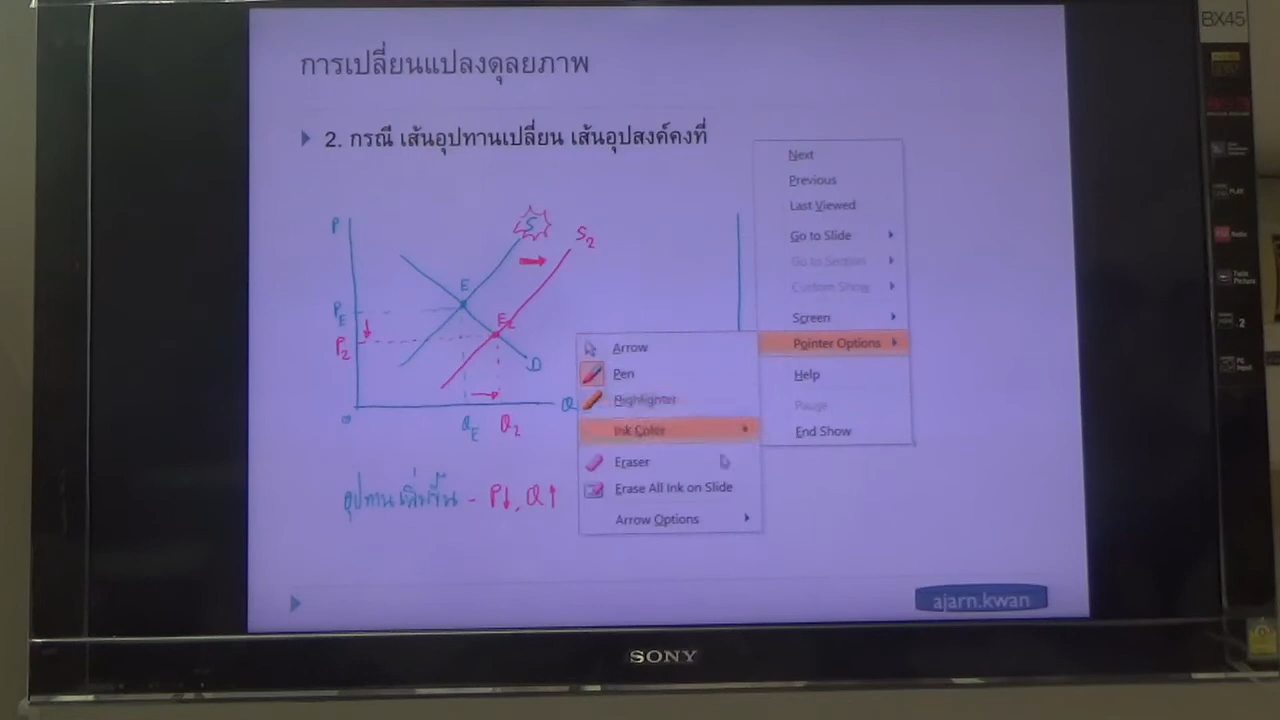 BX45
การเปลี่ยนแปลงดุลยภาพ
2. กรณี เส้นอุปทานเปลี่ยน เส้นอุปสงค์คงที่
Next
Previous
Last Viewed
Go to Slide
Go to Section
Custom Show
Screen
Pointer Options
Help
Pause
End Show
Arrow
Pen
Highlighter
Ink Color
Eraser
Erase All Ink on Slide
Arrow Options
P
S
S2
E
PE
E2
P2
D
0
Q
QE
Q2
อุปทานเพิ่มขึ้น - P↓, Q↑
ajarn.kwan
SONY